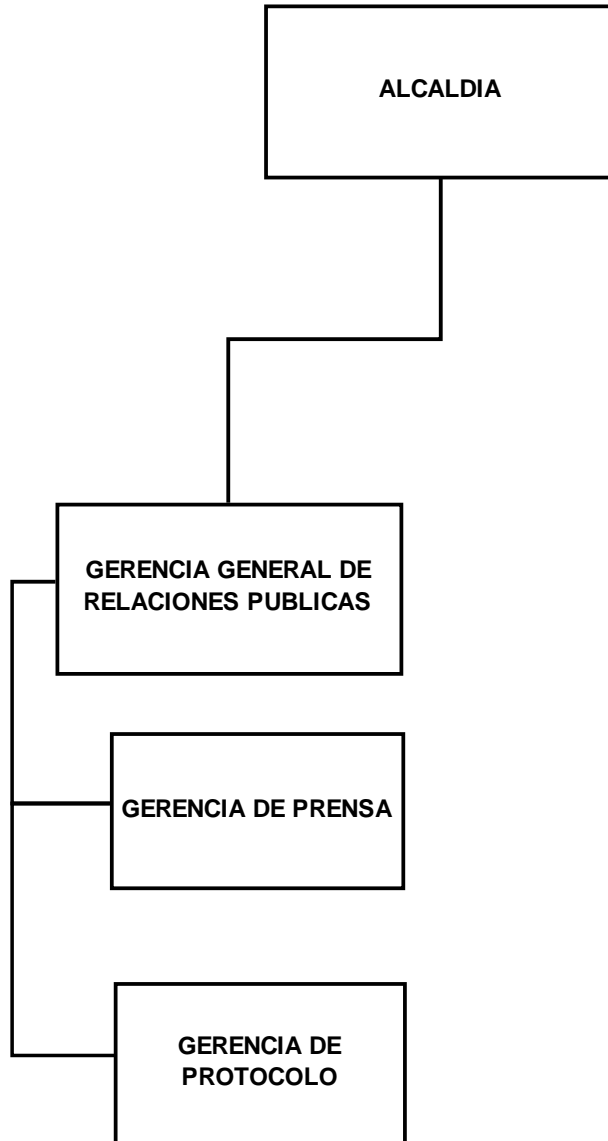 ALCALDIA
GERENCIA GENERAL DE
RELACIONES PUBLICAS
GERENCIA DE PRENSA
GERENCIA DE
PROTOCOLO